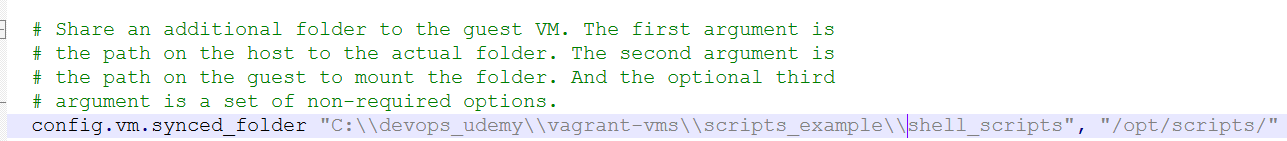 # Share an additional folder to the guest VM. The first argument is
# the path on the host to the actual folder. The second argument is
# the path on the guest to mount the folder. And the optional third
# argument is a set of non-required options.
config.vm.synced_folder "C:\\devops_udemy\\vagrant-vms\\scripts_example\\shell_scripts", "/opt/scripts/"